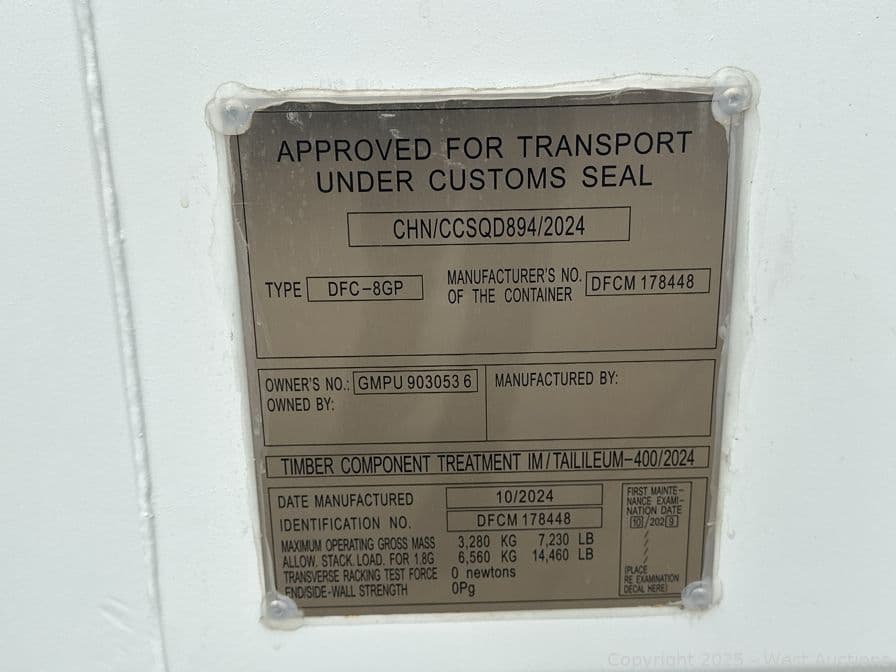 APPROVED FOR TRANSPORT
UNDER CUSTOMS SEAL
CHN/CCSQD894/2024
TYPE DFC-8GP
MANUFACTURER'S NO.
OF THE CONTAINER
DFCM 178448
OWNER'S NO.: GMPU 903053 6
OWNED BY:
MANUFACTURED BY:
TIMBER COMPONENT TREATMENT IM/TAILILEUM-400/2024
DATE MANUFACTURED 10/2024
IDENTIFICATION NO. DFCM 178448
MAXIMUM OPERATING GROSS MASS 3,280 KG 7,230 LB
ALLOW. STACK. LOAD. FOR 1.8G 6,560 KG 14,460 LB
TRANSVERSE RACKING TEST FORCE 0 newtons
END/SIDE-WALL STRENGTH 0Pg
FIRST MAINTE-
NANCE EXAMI-
NATION DATE
10/2029
/
/
/
/
(PLACE
RE EXAMINATION
DECAL HERE)
Copyright 2025 - West Auctions